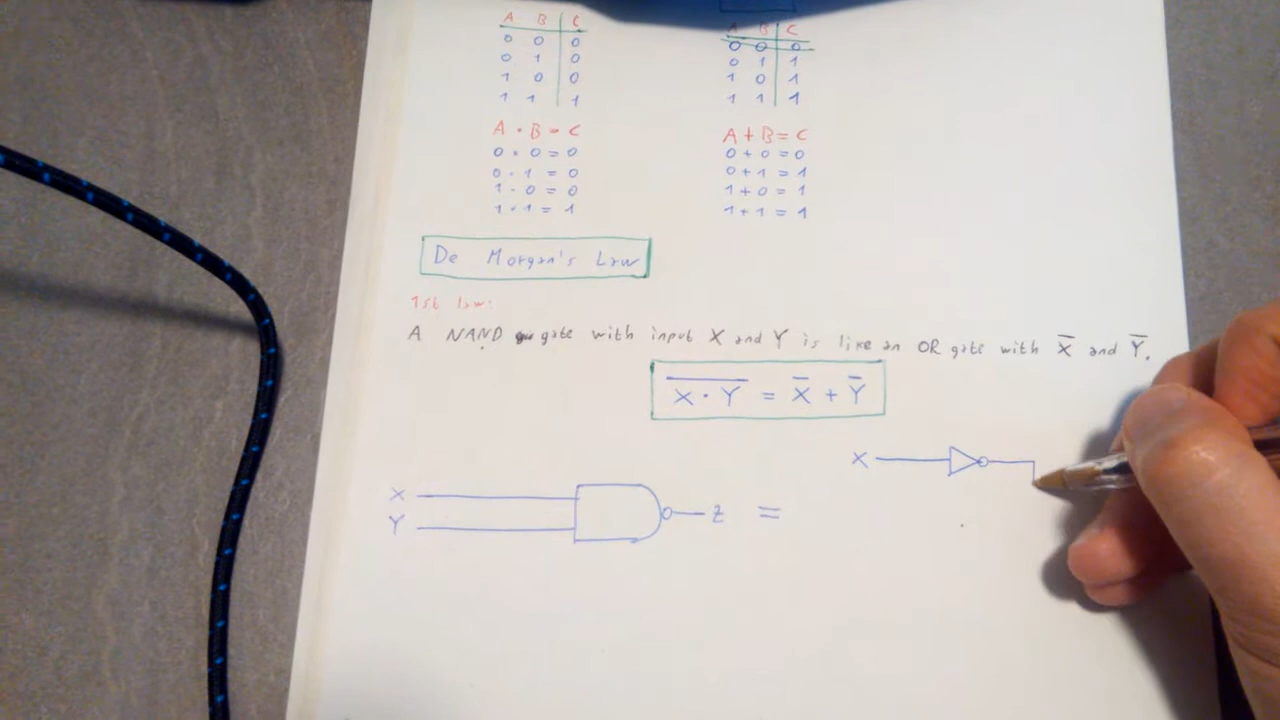 A B C
0 0 0
0 1 0
1 0 0
1 1 1
A · B = C
0 · 0 = 0
0 · 1 = 0
1 · 0 = 0
1 · 1 = 1
A B C
0 0 0
0 1 1
1 0 1
1 1 1
A + B = C
0 + 0 = 0
0 + 1 = 1
1 + 0 = 1
1 + 1 = 1
De Morgan's Law
1st law:
A NAND gate with input X and Y is like an OR gate with X̅ and Y̅.
X̅ ̅·̅ ̅Y̅ = X̅ + Y̅
X
X
Y
Z =